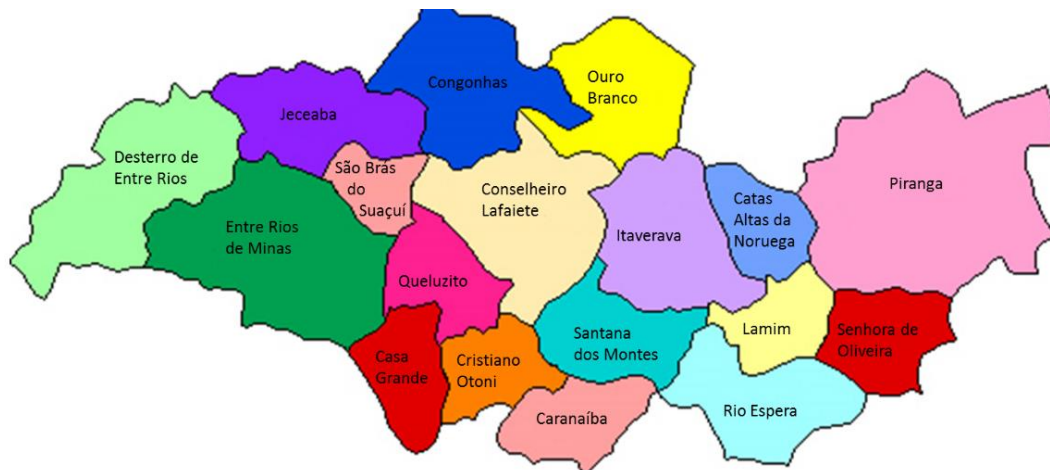 Congonhas
Ouro
Branco
Jeceaba
Desterro de
Entre Rios
São Brás
do
Suaçuí
Conselheiro
Lafaiete
Catas
Altas da
Noruega
Piranga
Entre Rios
de Minas
Itaverava
Queluzito
Santana
dos Montes
Lamim
Senhora de
Oliveira
Casa
Grande
Cristiano
Otoni
Caranaíba
Rio Espera